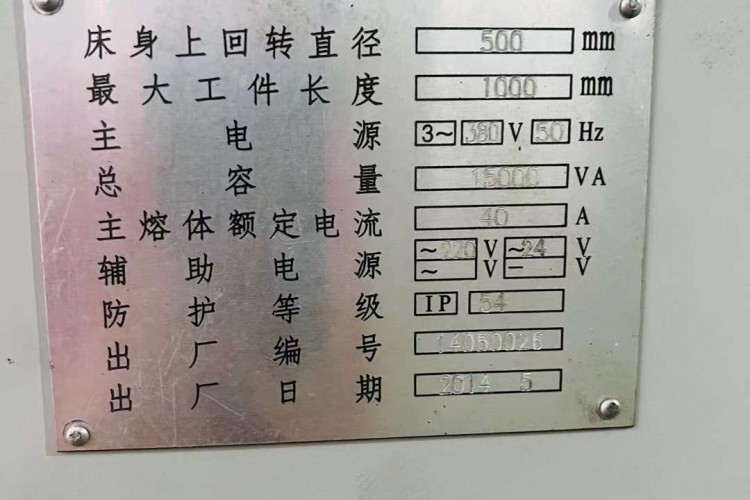 床身上回转直径 500 mm
最大工件长度 1000 mm
主电源 3~ 380 V 50 Hz
总容量 15000 VA
主熔体额定电流 40 A
辅助电源 ~220 V ~24 V
~ V - V
防护等级 IP 54
出厂编号 14050026
出厂日期 2014 5